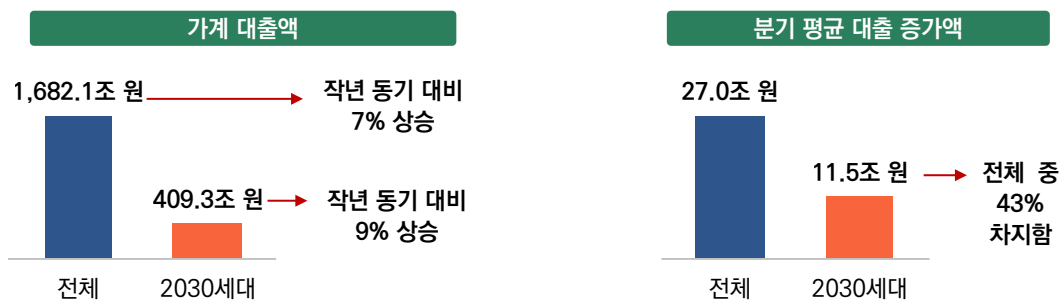 가계 대출액
1,682.1조 원
작년 동기 대비
7% 상승
409.3조 원
작년 동기 대비
9% 상승
전체
2030세대
분기 평균 대출 증가액
27.0조 원
11.5조 원
전체 중
43%
차지함
전체
2030세대